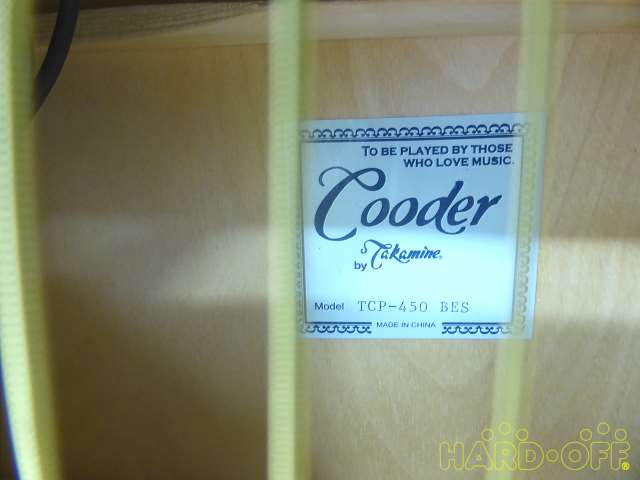 TO BE PLAYED BY THOSE
WHO LOVE MUSIC.
Cooder
by Takamine®
Model TCP-450 BES
MADE IN CHINA
HARD·OFF®